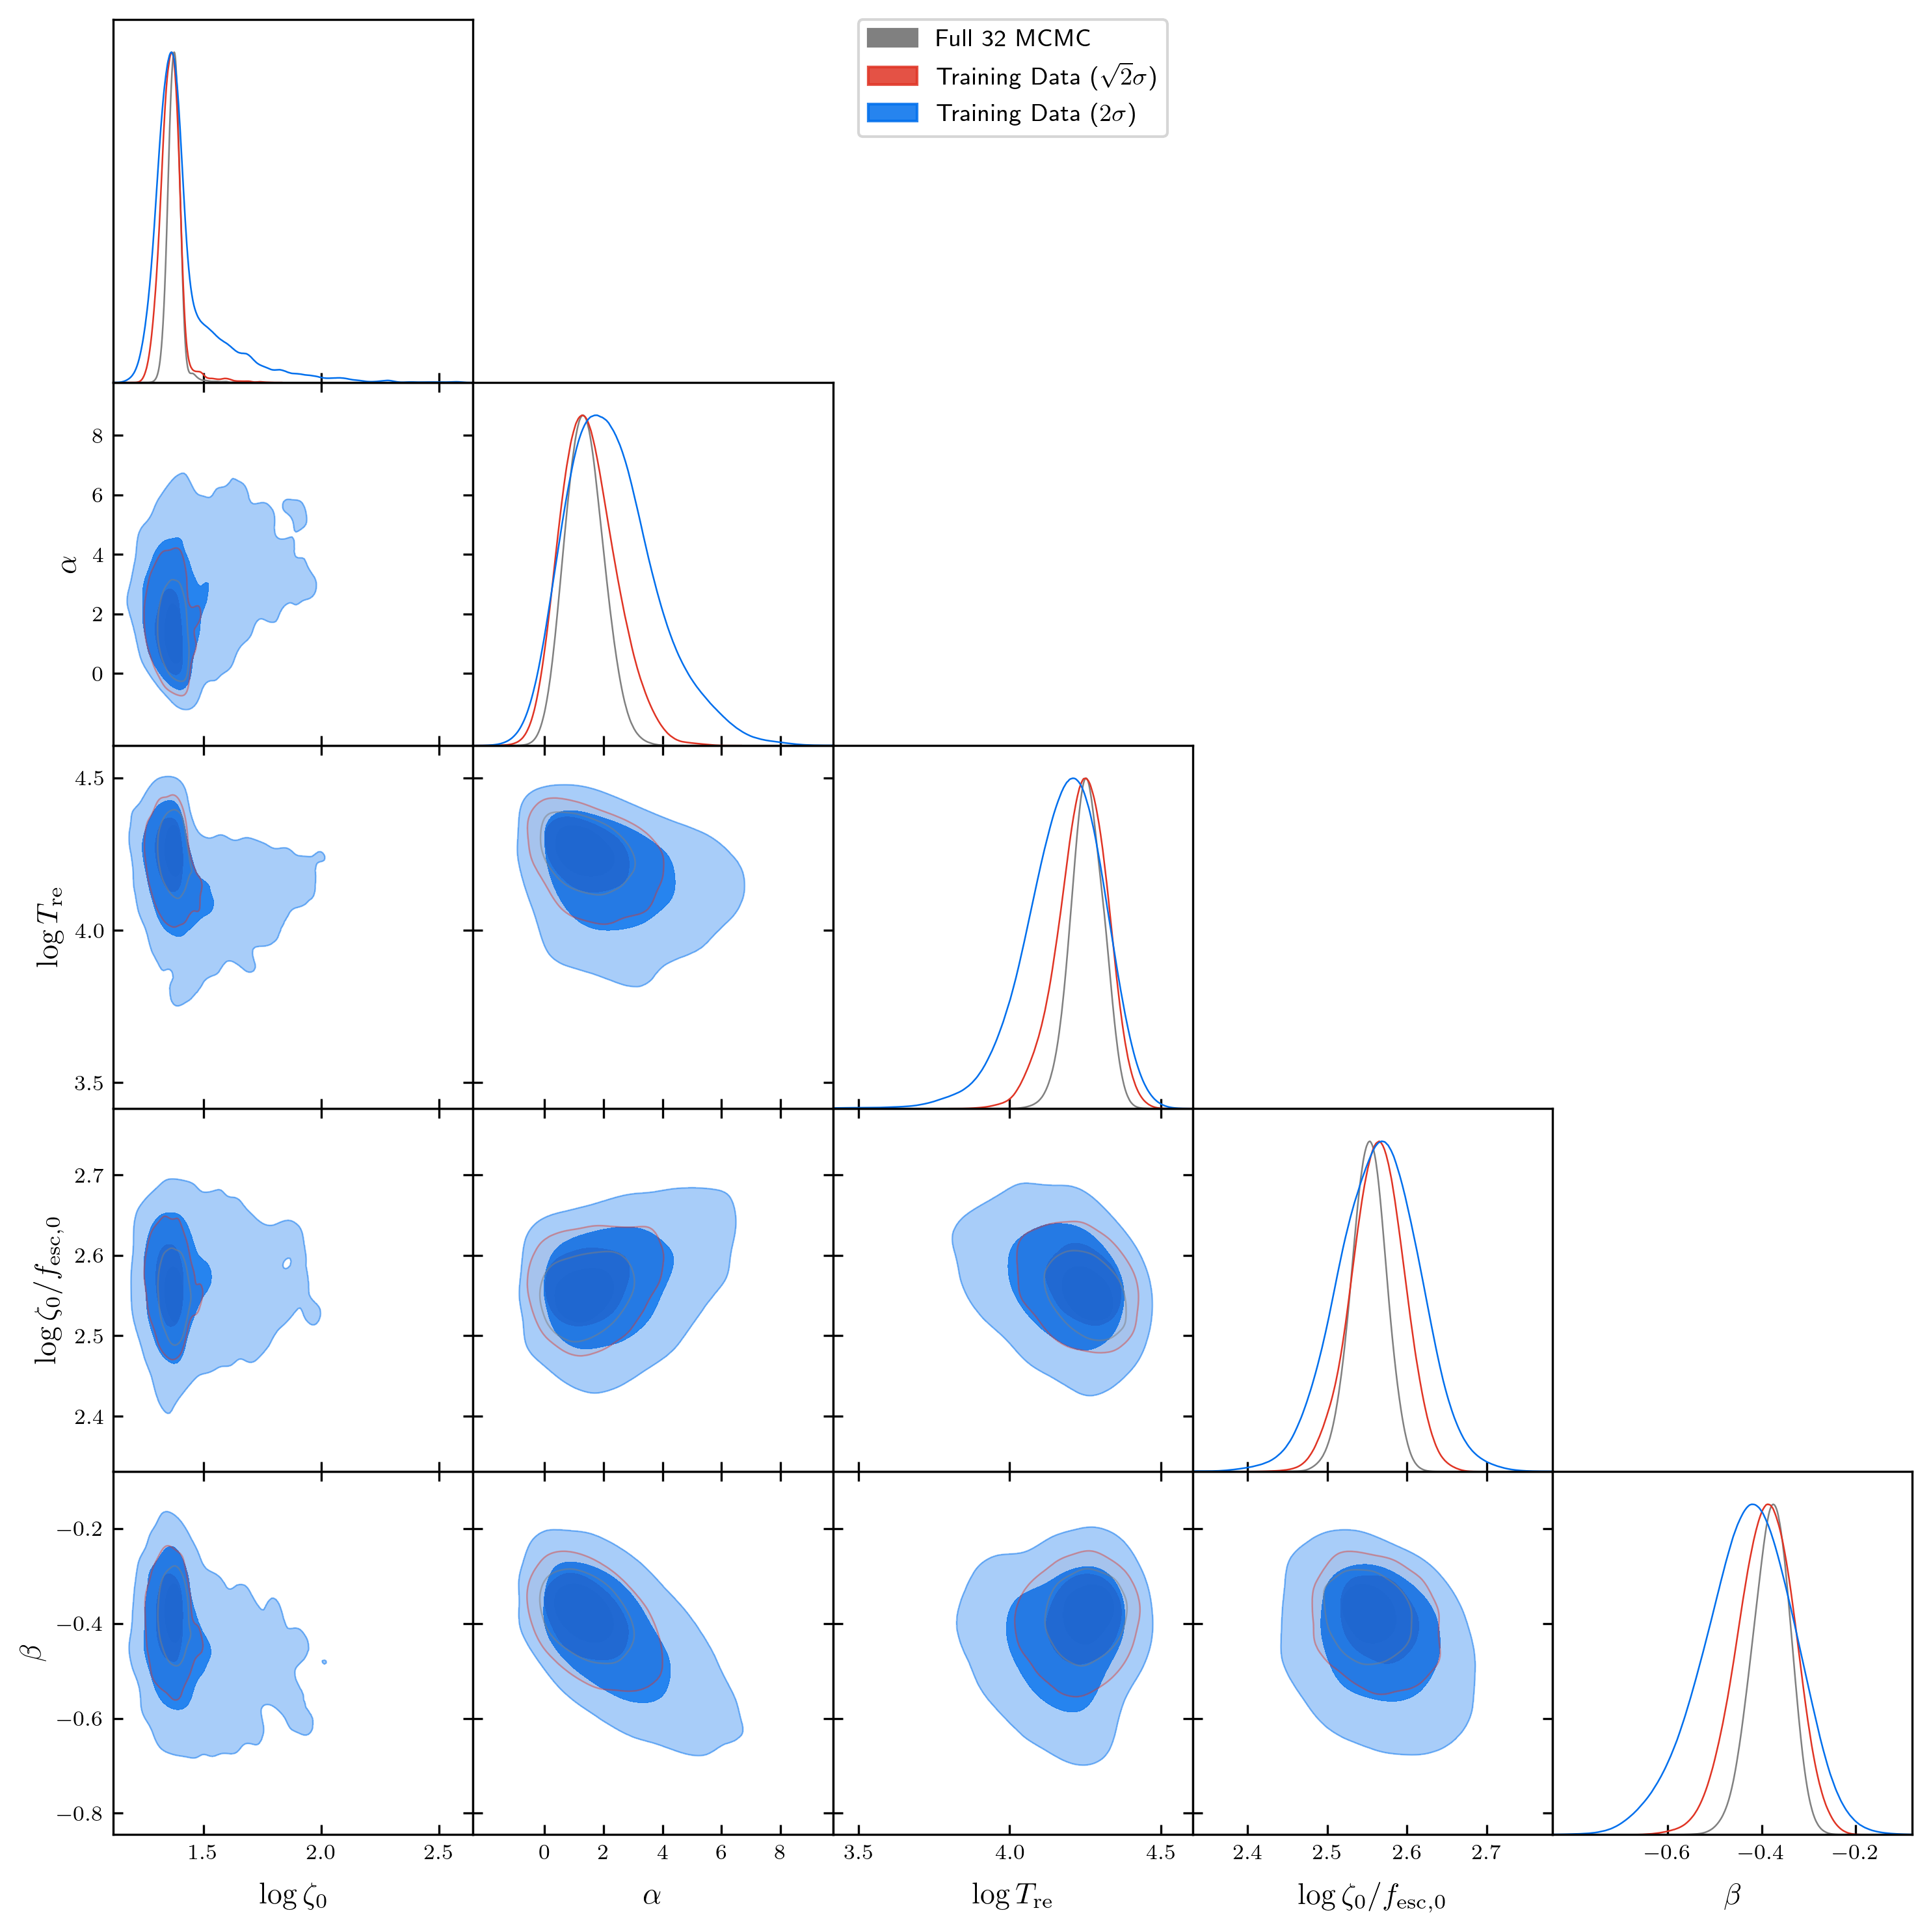 Full 32 MCMC
Training Data (√2σ)
Training Data (2σ)
8
6
4
2
0
α
4.5
4.0
3.5
log T_re
2.7
2.6
2.5
2.4
log ζ₀/f_esc,0
−0.2
−0.4
−0.6
−0.8
β
1.5 2.0 2.5 0 2 4 6 8 3.5 4.0 4.5 2.4 2.5 2.6 2.7 −0.6 −0.4 −0.2
log ζ₀ α log T_re log ζ₀/f_esc,0 β